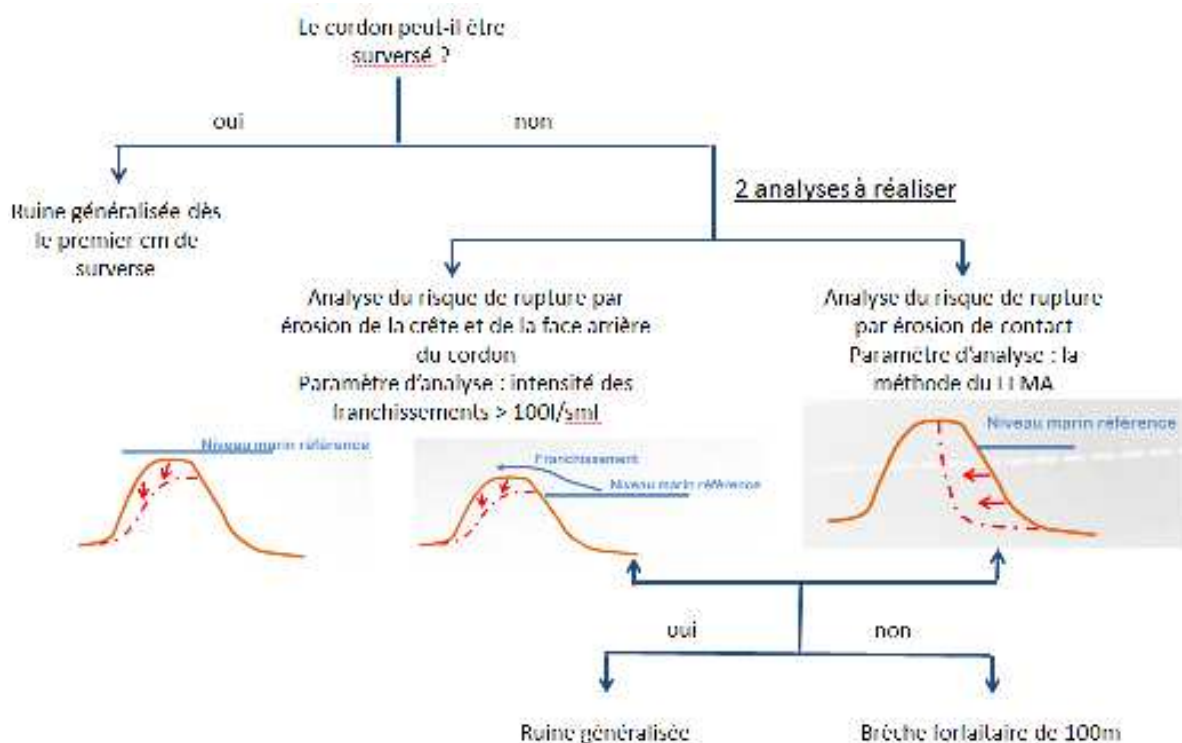 Le cordon peut-il être
surversé ?
oui
non
2 analyses à réaliser
Ruine généralisée dès
le premier cm de
surverse
Analyse du risque de rupture par
érosion de la crête et de la face arrière
du cordon
Paramètre d'analyse : intensité des
franchissements > 100l/sml
Analyse du risque de rupture
par érosion de contact
Paramètre d'analyse : la
méthode du
Niveau marin référence
Franchissement
Niveau marin référence
Niveau marin référence
oui
non
Ruine généralisée
Brèche forfaitaire de 100m